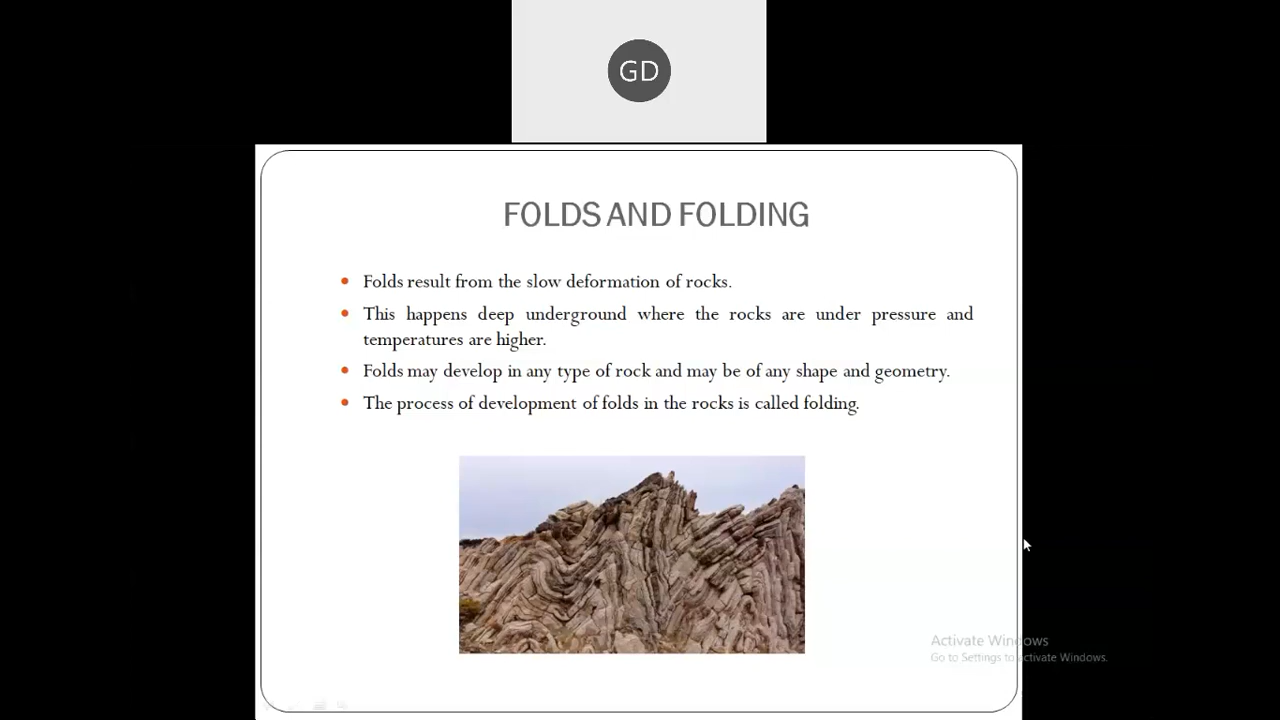 GD
FOLDS AND FOLDING
Folds result from the slow deformation of rocks.
This happens deep underground where the rocks are under pressure and
temperatures are higher.
Folds may develop in any type of rock and may be of any shape and geometry.
The process of development of folds in the rocks is called folding.
Activate Windows
Go to Settings to activate Windows.